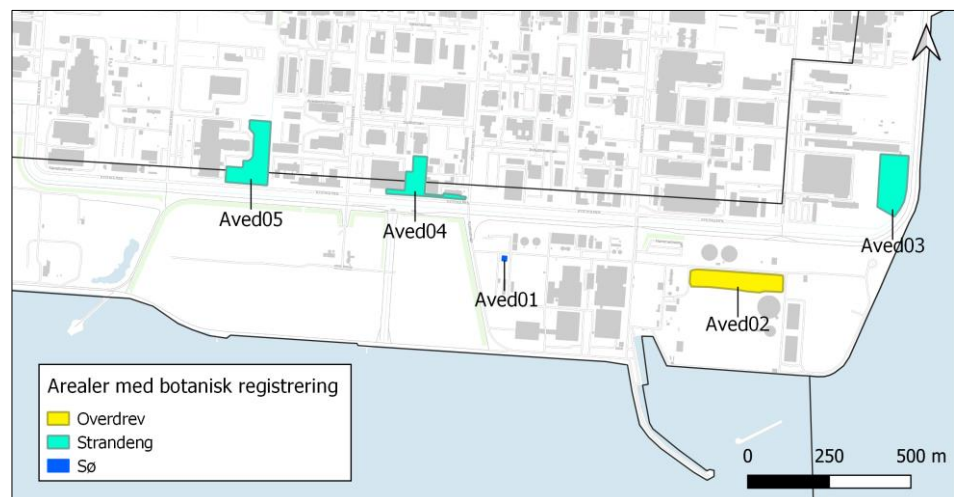 Aved05
Aved04
Aved03
Aved01
Aved02
Arealer med botanisk registrering
Overdrev
Strandeng
Sø
0 250 500 m